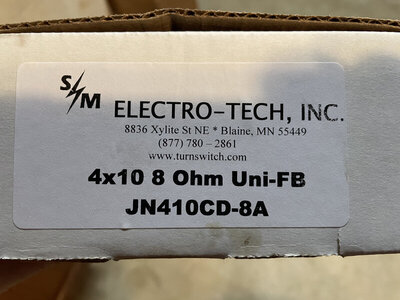 S/M ELECTRO-TECH, INC.
8836 Xylite St NE * Blaine, MN 55449
(877) 780 - 2861
www.turnswitch.com
4x10 8 Ohm Uni-FB
JN410CD-8A